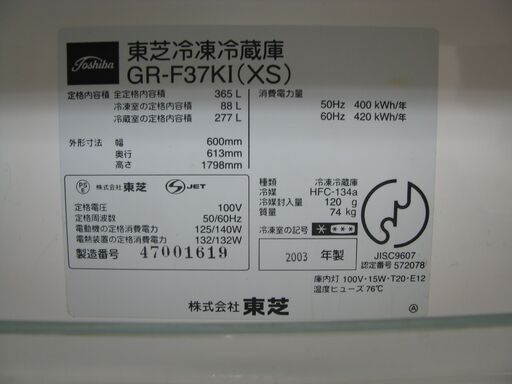 Toshiba
東芝冷凍冷蔵庫
GR-F37KI(XS)
定格内容積 全定格内容積 365 L
冷凍室の定格内容積 88 L
冷蔵室の定格内容積 277 L
外形寸法 幅 600mm
奥行 613mm
高さ 1798mm
消費電力量
50Hz 400 kWh/年
60Hz 420 kWh/年
PSE 株式会社 東芝 S JET
定格電圧 100V
定格周波数 50/60Hz
電動機の定格消費電力 125/140W
電熱装置の定格消費電力 132/132W
製造番号 47001619
種類 冷凍冷蔵庫
冷媒 HFC-134a
冷媒封入量 120 g
質量 74 kg
冷凍室の記号 * ***
2003 年製
JISC9607
認定番号 572078
庫内灯 100V・15W・T20・E12
温度ヒューズ 76℃
株式会社 東芝
A